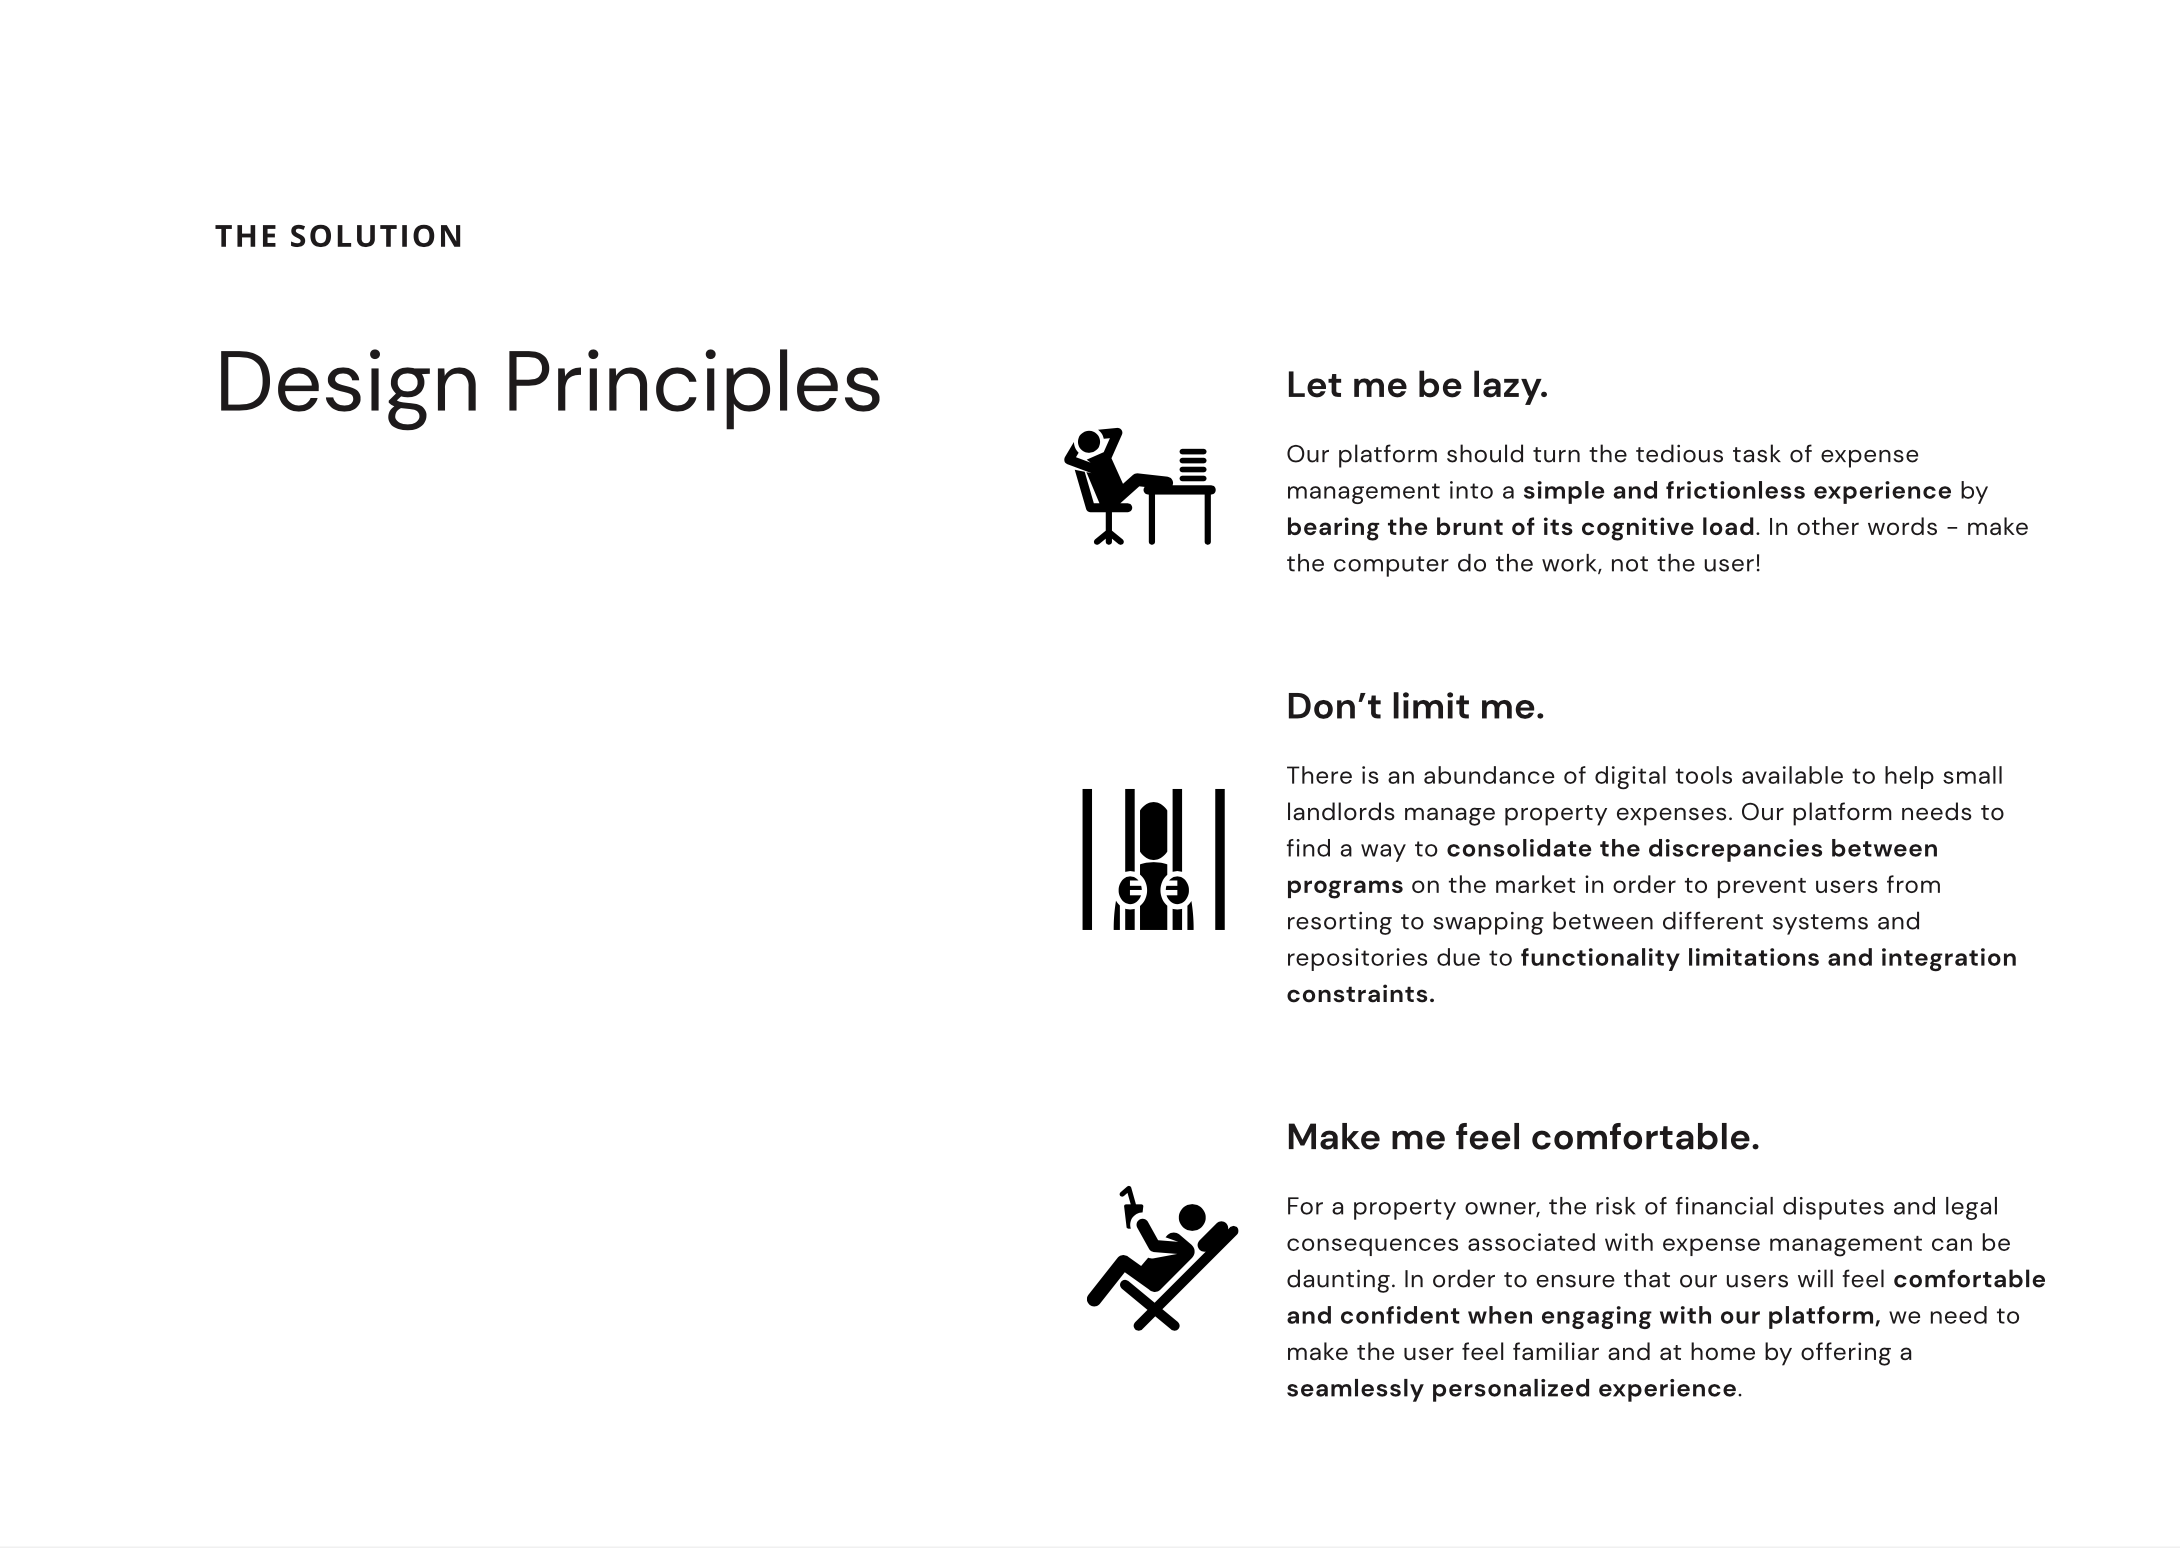 THE SOLUTION
Design Principles
Let me be lazy.
Our platform should turn the tedious task of expense
management into a simple and frictionless experience by
bearing the brunt of its cognitive load. In other words - make
the computer do the work, not the user!
Don’t limit me.
There is an abundance of digital tools available to help small
landlords manage property expenses. Our platform needs to
find a way to consolidate the discrepancies between
programs on the market in order to prevent users from
resorting to swapping between different systems and
repositories due to functionality limitations and integration
constraints.
Make me feel comfortable.
For a property owner, the risk of financial disputes and legal
consequences associated with expense management can be
daunting. In order to ensure that our users will feel comfortable
and confident when engaging with our platform, we need to
make the user feel familiar and at home by offering a
seamlessly personalized experience.